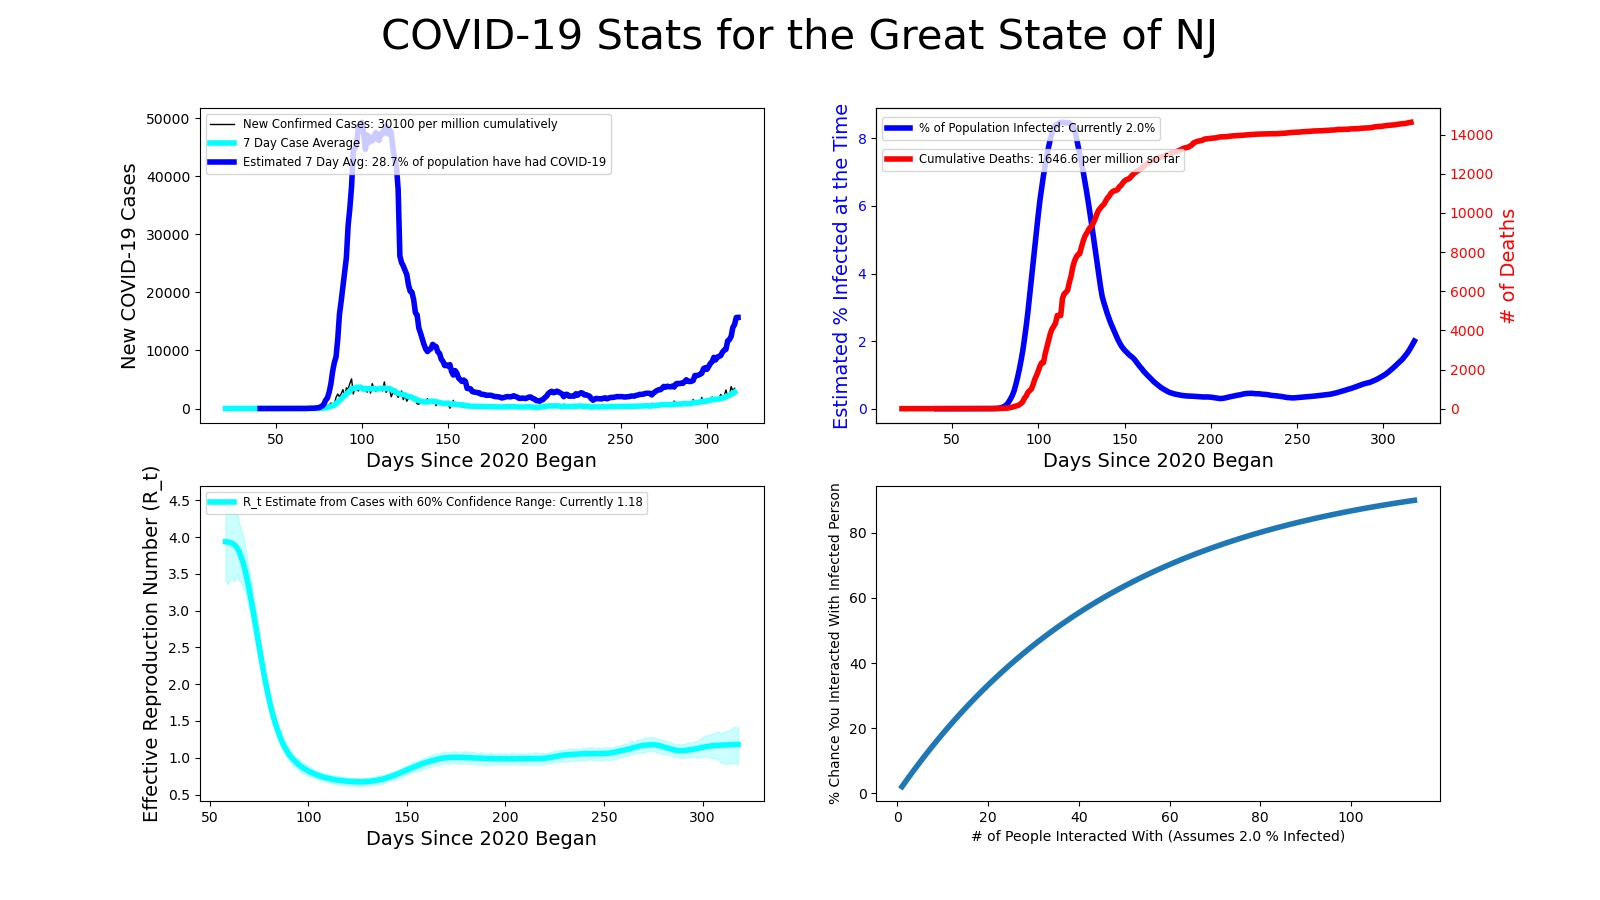 COVID-19 Stats for the Great State of NJ
New COVID-19 Cases
50000
40000
30000
20000
10000
0
New Confirmed Cases: 30100 per million cumulatively
7 Day Case Average
Estimated 7 Day Avg: 28.7% of population have had COVID-19
50 100 150 200 250 300
Days Since 2020 Began
Estimated % Infected at the Time
8
6
4
2
0
% of Population Infected: Currently 2.0%
Cumulative Deaths: 1646.6 per million so far
14000
12000
10000
8000
6000
4000
2000
0
# of Deaths
50 100 150 200 250 300
Days Since 2020 Began
Effective Reproduction Number (R_t)
4.5
4.0
3.5
3.0
2.5
2.0
1.5
1.0
0.5
R_t Estimate from Cases with 60% Confidence Range: Currently 1.18
50 100 150 200 250 300
Days Since 2020 Began
% Chance You Interacted With Infected Person
80
60
40
20
0
0 20 40 60 80 100
# of People Interacted With (Assumes 2.0 % Infected)